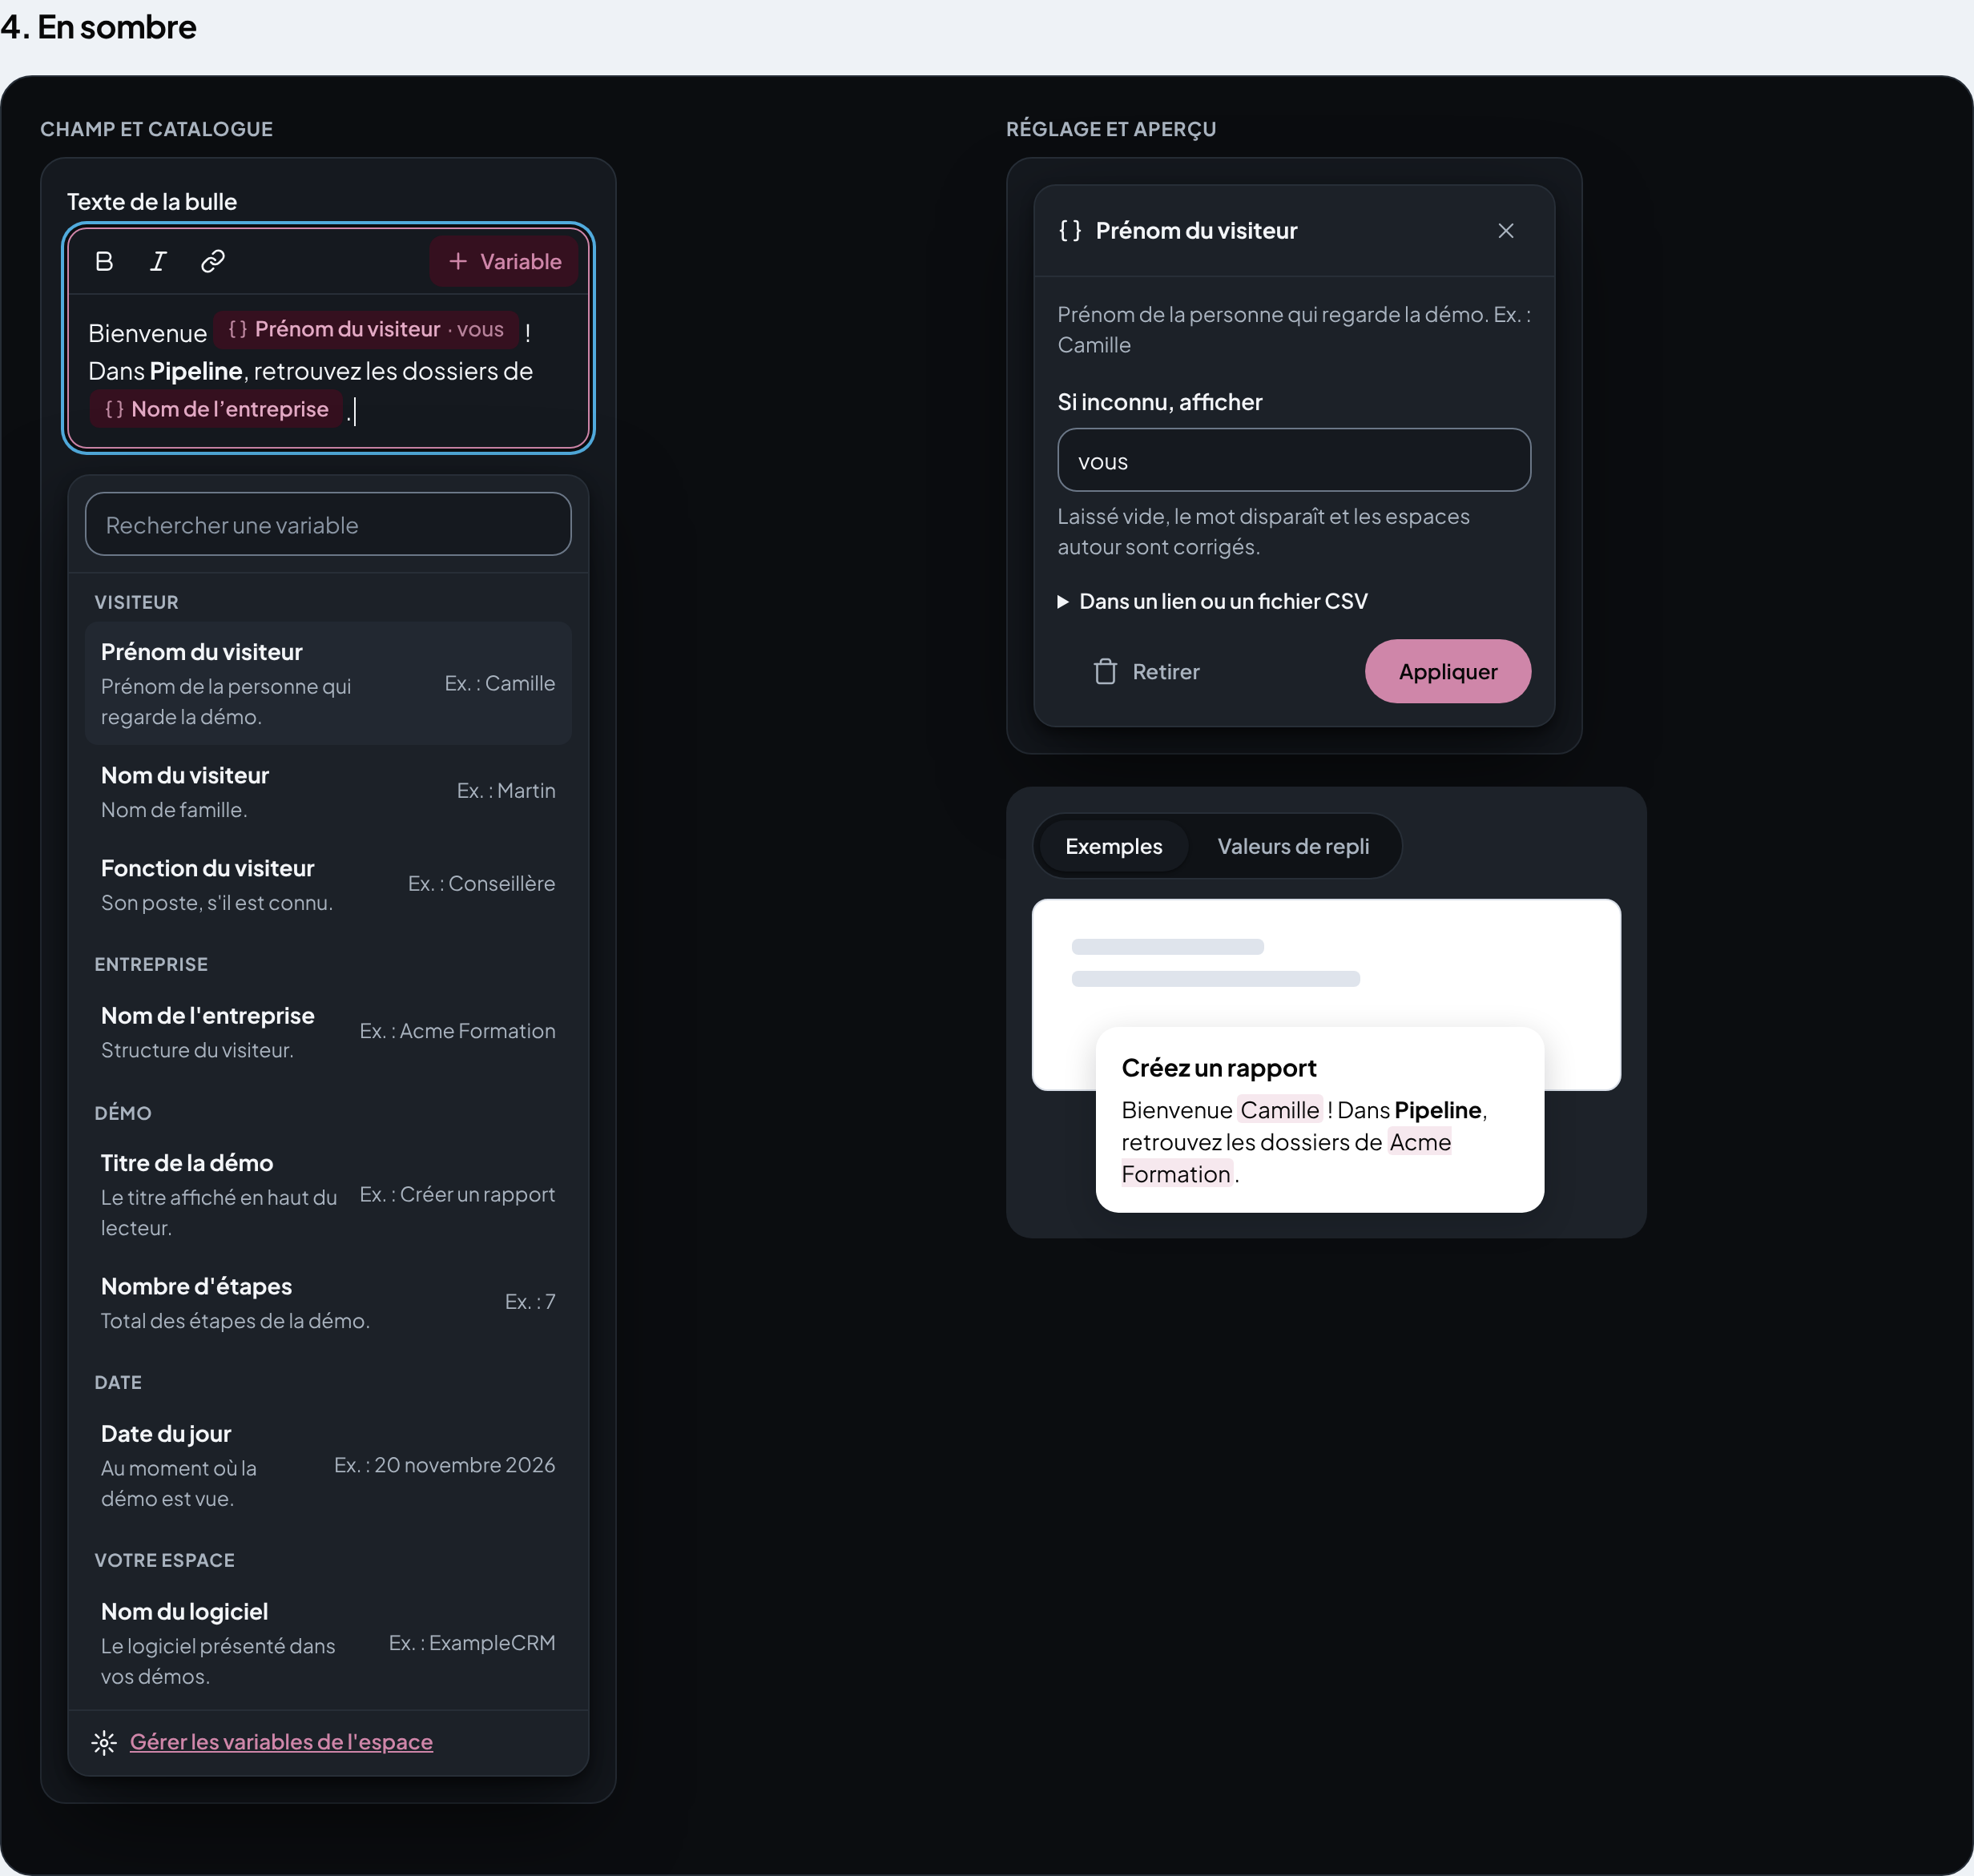 4. En sombre
CHAMP ET CATALOGUE
Texte de la bulle
B I + Variable
Bienvenue {} Prénom du visiteur · vous !
Dans Pipeline, retrouvez les dossiers de
{} Nom de l’entreprise .
Rechercher une variable
VISITEUR
Prénom du visiteur
Prénom de la personne qui
regarde la démo.
Ex. : Camille
Nom du visiteur
Nom de famille.
Ex. : Martin
Fonction du visiteur
Son poste, s'il est connu.
Ex. : Conseillère
ENTREPRISE
Nom de l'entreprise
Structure du visiteur.
Ex. : Acme Formation
DÉMO
Titre de la démo
Le titre affiché en haut du
lecteur.
Ex. : Créer un rapport
Nombre d'étapes
Total des étapes de la démo.
Ex. : 7
DATE
Date du jour
Au moment où la
démo est vue.
Ex. : 20 novembre 2026
VOTRE ESPACE
Nom du logiciel
Le logiciel présenté dans
vos démos.
Ex. : ExampleCRM
Gérer les variables de l'espace
RÉGLAGE ET APERÇU
{} Prénom du visiteur
Prénom de la personne qui regarde la démo. Ex. :
Camille
Si inconnu, afficher
vous
Laissé vide, le mot disparaît et les espaces
autour sont corrigés.
Dans un lien ou un fichier CSV
Retirer
Appliquer
Exemples
Valeurs de repli
Créez un rapport
Bienvenue Camille ! Dans Pipeline,
retrouvez les dossiers de Acme
Formation.